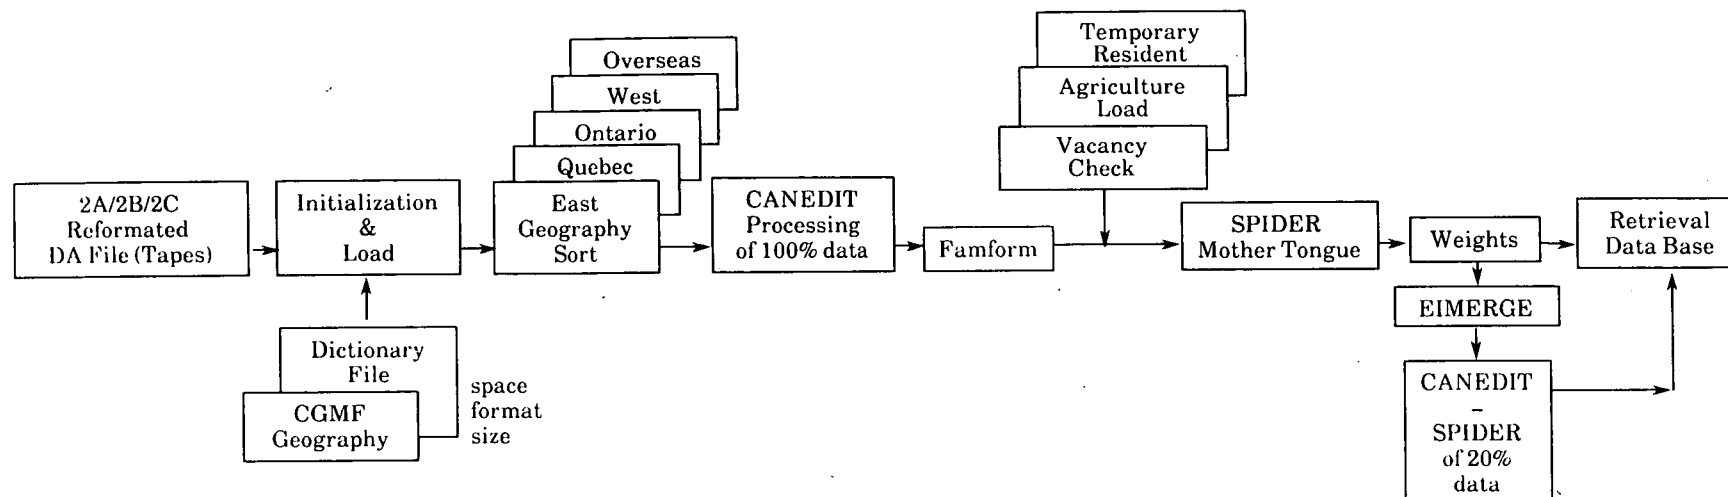 2A/2B/2C
Reformated
DA File (Tapes)
Initialization
&
Load
Dictionary
File
CGMF
Geography
space
format
size
Overseas
West
Ontario
Quebec
East
Geography
Sort
CANEDIT
Processing
of 100% data
Famform
Temporary
Resident
Agriculture
Load
Vacancy
Check
SPIDER
Mother Tongue
Weights
EIMERGE
CANEDIT
–
SPIDER
of 20%
data
Retrieval
Data Base